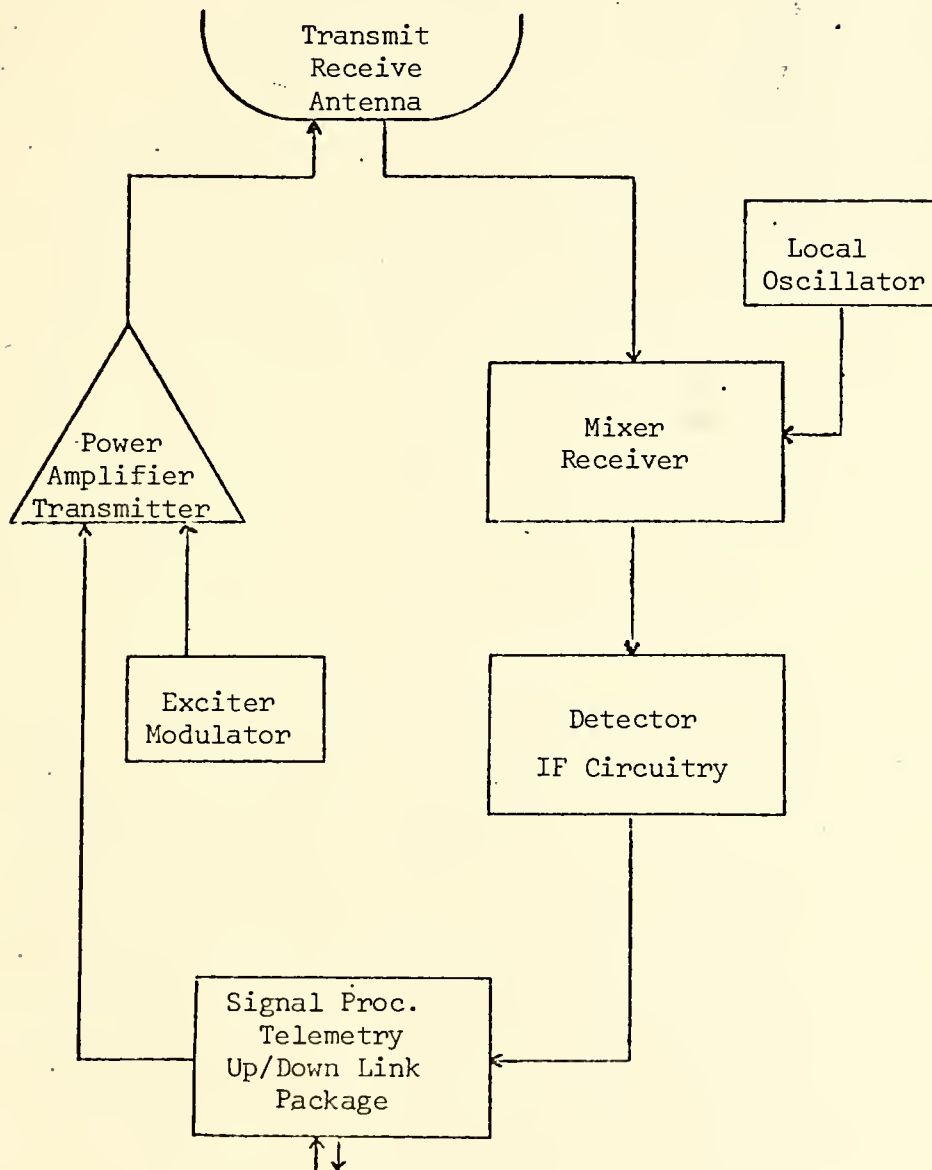 Transmit
Receive
Antenna
Local
Oscillator
Mixer
Receiver
Power
Amplifier
Transmitter
Exciter
Modulator
Detector
IF Circuitry
Signal Proc.
Telemetry
Up/Down Link
Package